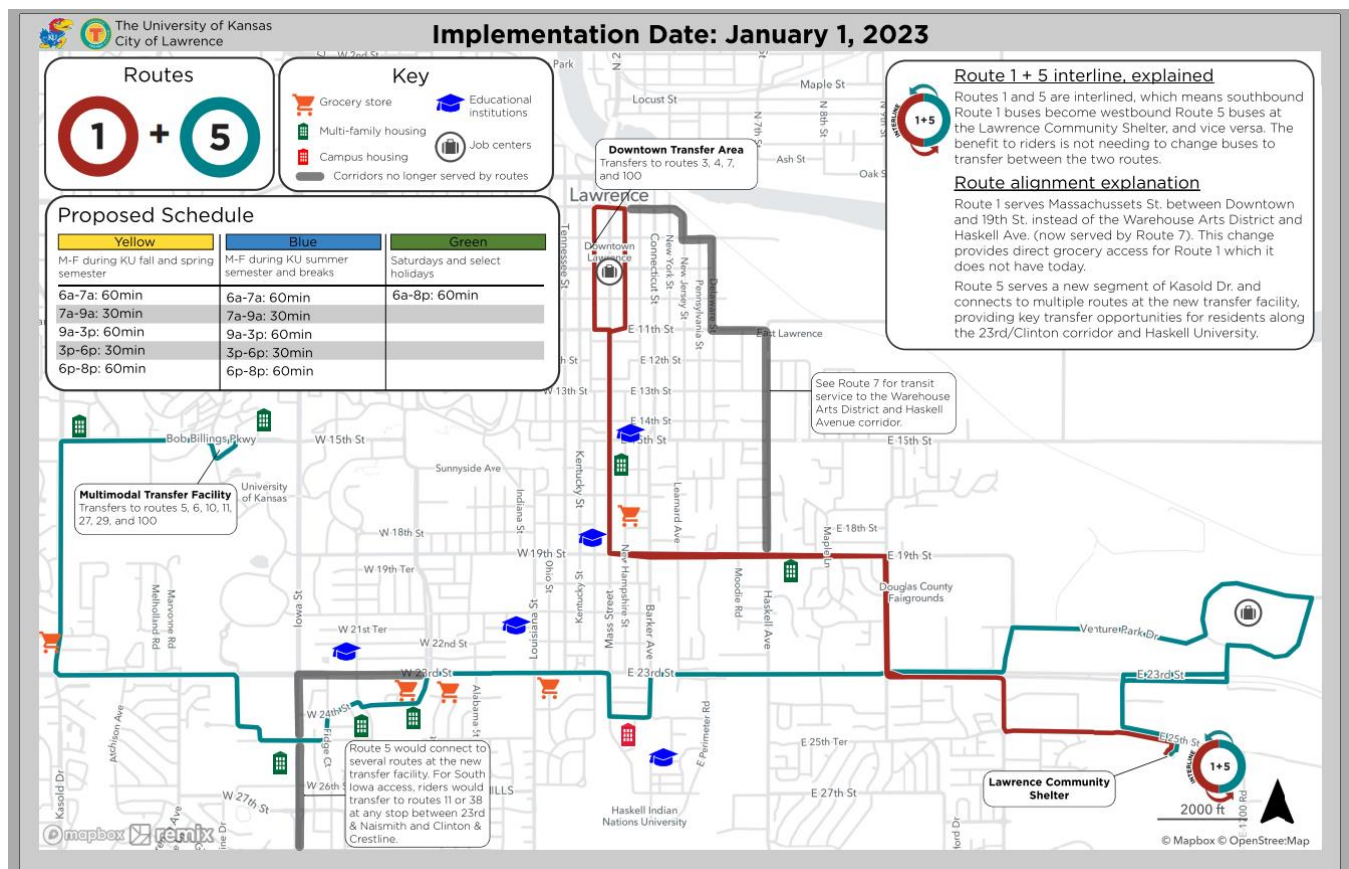 The University of Kansas
City of Lawrence
Implementation Date: January 1, 2023
Routes
1 + 5
Key
Grocery store
Multi-family housing
Campus housing
Corridors no longer served by routes
Educational
institutions
Job centers
Proposed Schedule
Yellow
M-F during KU fall and spring
semester
6a-7a: 60min
7a-9a: 30min
9a-3p: 60min
3p-6p: 30min
6p-8p: 60min
Blue
M-F during KU summer
semester and breaks
6a-7a: 60min
7a-9a: 30min
9a-3p: 60min
3p-6p: 30min
6p-8p: 60min
Green
Saturdays and select
holidays
6a-8p: 60min
INTERLINE
1+5
Route 1 + 5 interline, explained
Routes 1 and 5 are interlined, which means southbound
Route 1 buses become westbound Route 5 buses at
the Lawrence Community Shelter, and vice versa. The
benefit to riders is not needing to change buses to
transfer between the two routes.
Route alignment explanation
Route 1 serves Massachussets St. between Downtown
and 19th St. instead of the Warehouse Arts District and
Haskell Ave. (now served by Route 7). This change
provides direct grocery access for Route 1 which it
does not have today.
Route 5 serves a new segment of Kasold Dr. and
connects to multiple routes at the new transfer facility,
providing key transfer opportunities for residents along
the 23rd/Clinton corridor and Haskell University.
Park
Locust St
Maple St
N 7th St
N 8th St
N 9th St
Ash St
Downtown Transfer Area
Transfers to routes 3, 4, 7,
and 100
Lawrence
Downtown
Lawrence
Tennessee St
Connecticut St
New York St
New Jersey St
Pennsylvania St
Delaware St
E 11th St
East Lawrence
E 12th St
W 13th St
E 13th St
E 14th St
See Route 7 for transit
service to the Warehouse
Arts District and Haskell
Avenue corridor.
Bob Billings Pkwy
W 15th St
E 15th St
E 15th St
Multimodal Transfer Facility
Transfers to routes 5, 6, 10, 11,
27, 29, and 100
University
of Kansas
Sunnyside Ave
Indiana St
Kentucky St
Learnard Ave
W 18th St
E 18th St
Maple Ln
W 19th St
E 19th St
W 19th Ter
Ohio St
Kentucky St
Mass Street
New Hampshire St
Barker Ave
Moodie Rd
Haskell Ave
Douglas County
Fairgrounds
Melholland Rd
Marvonne Rd
Iowa St
Louisiana St
W 21st Ter
W 22nd St
Venture Park Dr
W 23rd St
E 23rd St
E 23rd St
Atchison Ave
W 24th St
Ridge Ct
Alabama St
E Perimeter Rd
E 25th Ter
E 25th St
Route 5 would connect to
several routes at the new
transfer facility. For South
Iowa access, riders would
transfer to routes 11 or 38
at any stop between 23rd
& Naismith and Clinton &
Crestline.
Lawrence Community
Shelter
INTERLINE
1+5
Kasold Dr
W 27th St
W 26th S
E 27th St
Haskell Indian
Nations University
2000 ft
E 1200 Rd
mapbox
remix
© Mapbox © OpenStreetMap